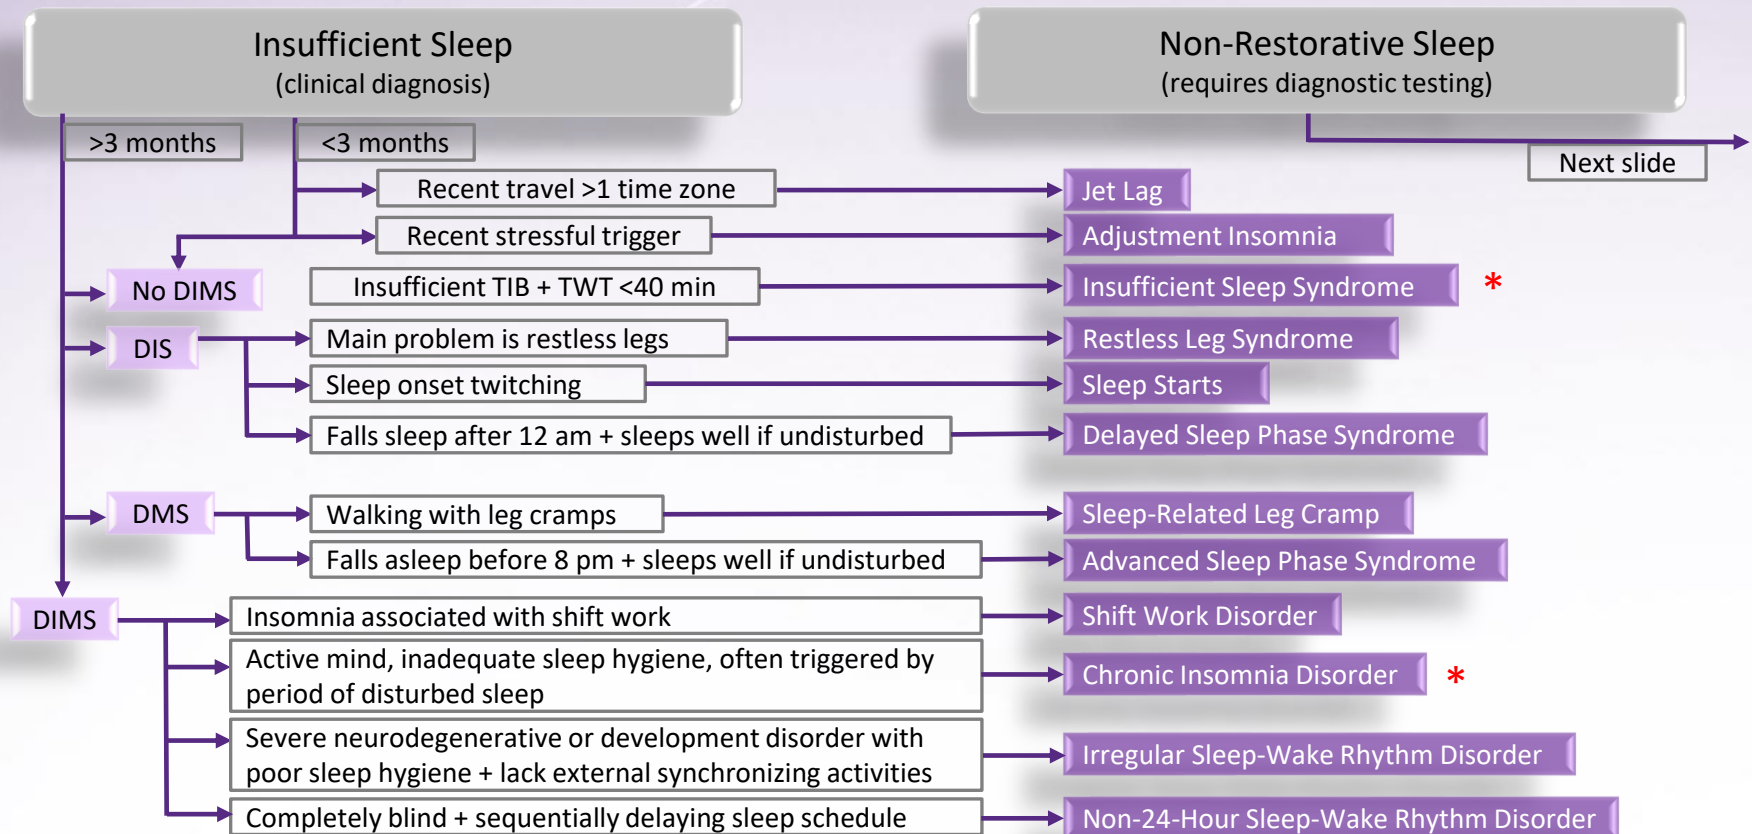 Insufficient Sleep
(clinical diagnosis)
Non-Restorative Sleep
(requires diagnostic testing)
>3 months
<3 months
Next slide
Recent travel >1 time zone
Jet Lag
Recent stressful trigger
Adjustment Insomnia
No DIMS
Insufficient TIB + TWT <40 min
Insufficient Sleep Syndrome *
DIS
Main problem is restless legs
Restless Leg Syndrome
Sleep onset twitching
Sleep Starts
Falls sleep after 12 am + sleeps well if undisturbed
Delayed Sleep Phase Syndrome
DMS
Walking with leg cramps
Sleep-Related Leg Cramp
Falls asleep before 8 pm + sleeps well if undisturbed
Advanced Sleep Phase Syndrome
DIMS
Insomnia associated with shift work
Shift Work Disorder
Active mind, inadequate sleep hygiene, often triggered by
period of disturbed sleep
Chronic Insomnia Disorder *
Severe neurodegenerative or development disorder with
poor sleep hygiene + lack external synchronizing activities
Irregular Sleep-Wake Rhythm Disorder
Completely blind + sequentially delaying sleep schedule
Non-24-Hour Sleep-Wake Rhythm Disorder